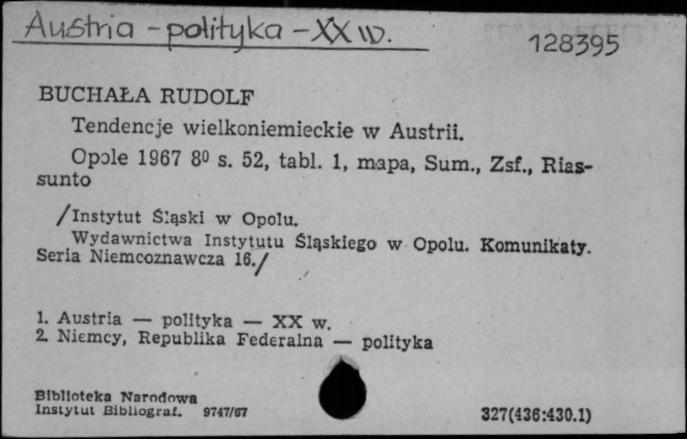 Austria - polityka - XX w.
128395
BUCHAŁA RUDOLF
Tendencje wielkoniemieckie w Austrii.
Opole 1967 8⁰ s. 52, tabl. 1, mapa, Sum., Zsf., Rias-
sunto
/Instytut Śląski w Opolu.
Wydawnictwa Instytutu Śląskiego w Opolu. Komunikaty.
Seria Niemcoznawcza 16./
1. Austria — polityka — XX w.
2. Niemcy, Republika Federalna — polityka
Biblioteka Narodowa
Instytut Bibliograf. 9747/67
327(436:430.1)